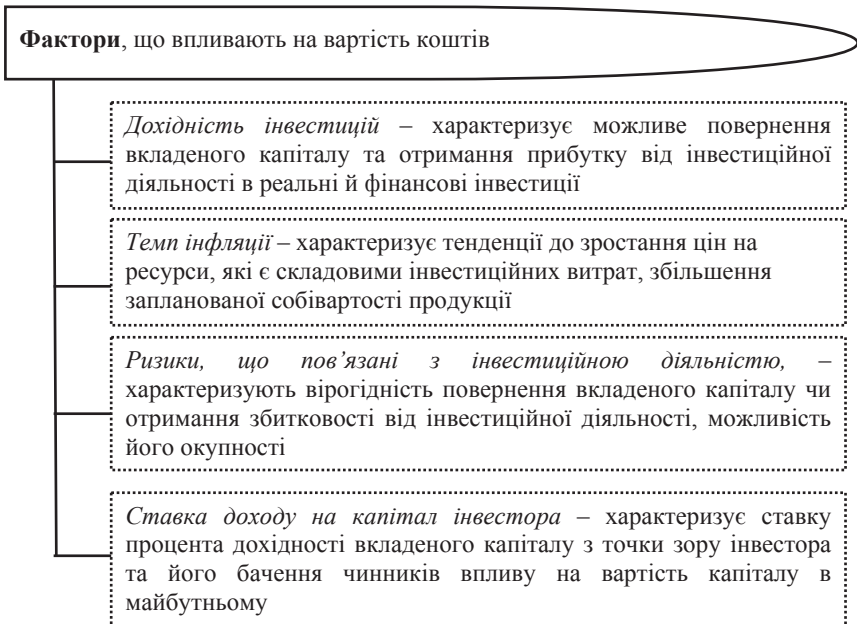 Фактори, що впливають на вартість коштів
Дохідність інвестицій – характеризує можливе повернення
вкладеного капіталу та отримання прибутку від інвестиційної
діяльності в реальні й фінансові інвестиції
Темп інфляції – характеризує тенденції до зростання цін на
ресурси, які є складовими інвестиційних витрат, збільшення
запланованої собівартості продукції
Ризики, що пов’язані з інвестиційною діяльністю, –
характеризують вірогідність повернення вкладеного капіталу чи
отримання збитковості від інвестиційної діяльності, можливість
його окупності
Ставка доходу на капітал інвестора – характеризує ставку
процента дохідності вкладеного капіталу з точки зору інвестора
та його бачення чинників впливу на вартість капіталу в
майбутньому